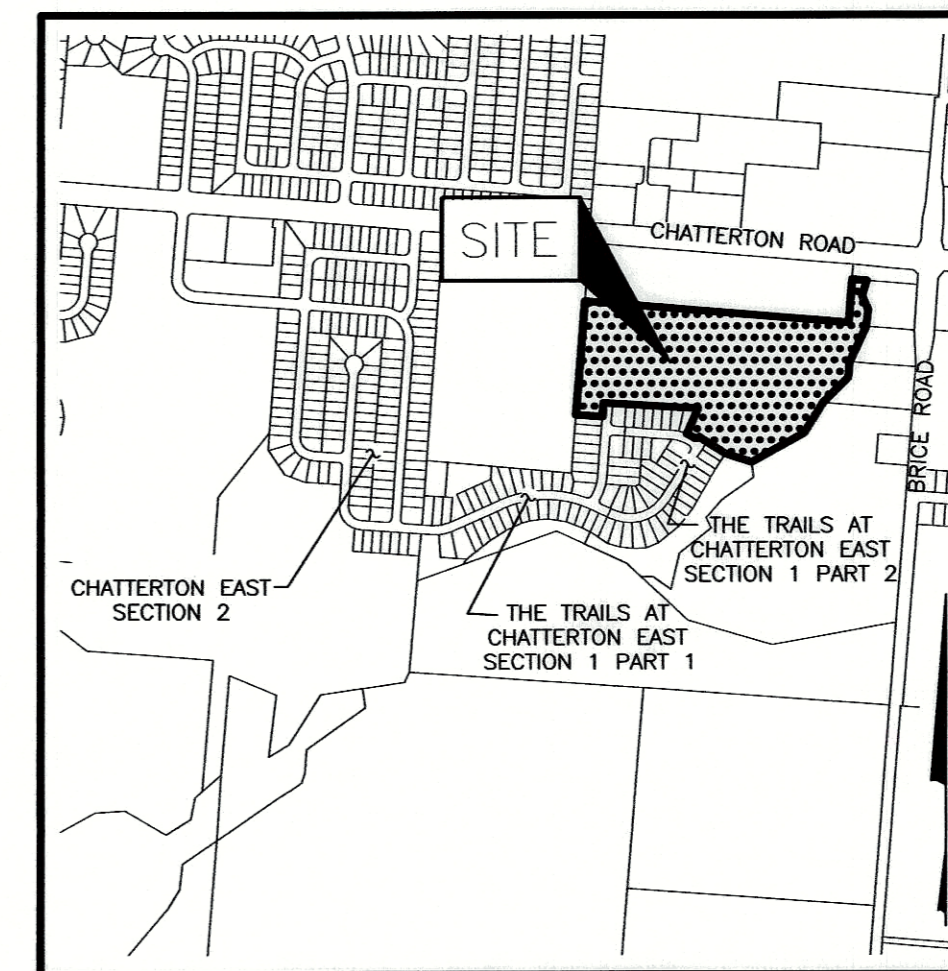 SITE
CHATTERTON ROAD
BRICE ROAD
THE TRAILS AT
CHATTERTON EAST
SECTION 1 PART 2
CHATTERTON EAST
SECTION 2
THE TRAILS AT
CHATTERTON EAST
SECTION 1 PART 1